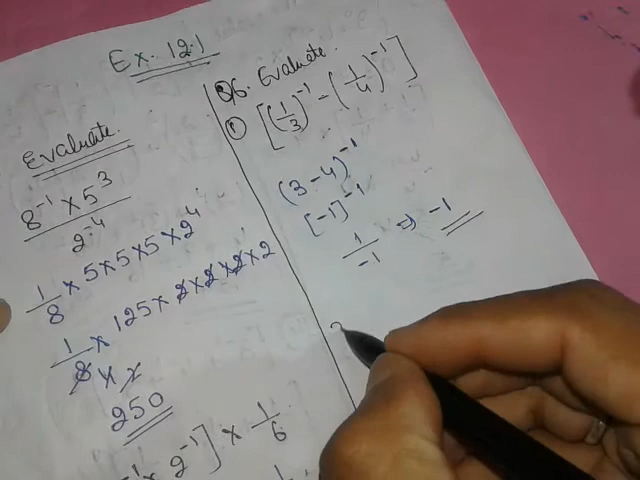 Ex. 12.1
Evaluate.
8^-1 × 5^3
2^-4
1/8 × 5×5×5×2^4
1/8 × 125×2×2×2×2
250
2^-1] × 1/6
Q6. Evaluate.
① [(1/3)^-1 - (1/4)^-1]
(3-4)^-1
[-1]^-1
1/-1 ⇒ -1